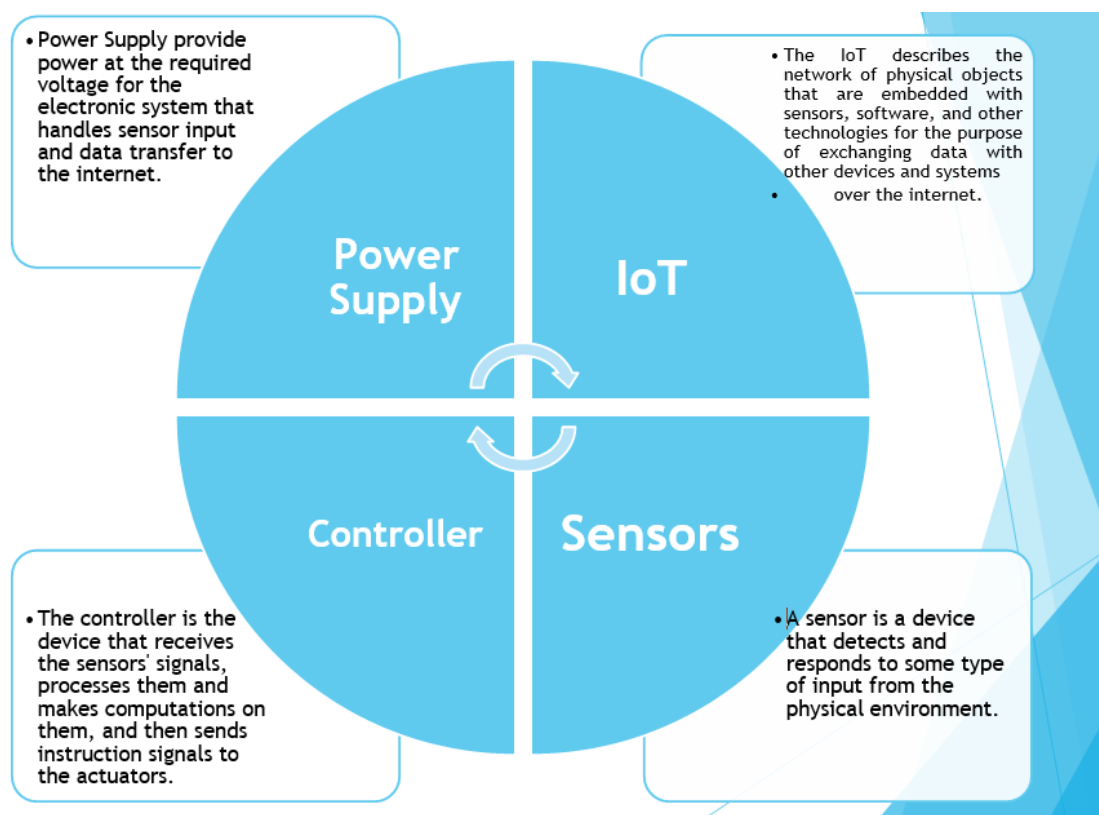 • Power Supply provide
power at the required
voltage for the
electronic system that
handles sensor input
and data transfer to
the internet.
• The IoT describes the
network of physical objects
that are embedded with
sensors, software, and other
technologies for the purpose
of exchanging data with
other devices and systems
• over the internet.
Power
Supply
IoT
Controller
Sensors
• The controller is the
device that receives
the sensors' signals,
processes them and
makes computations on
them, and then sends
instruction signals to
the actuators.
• A sensor is a device
that detects and
responds to some type
of input from the
physical environment.